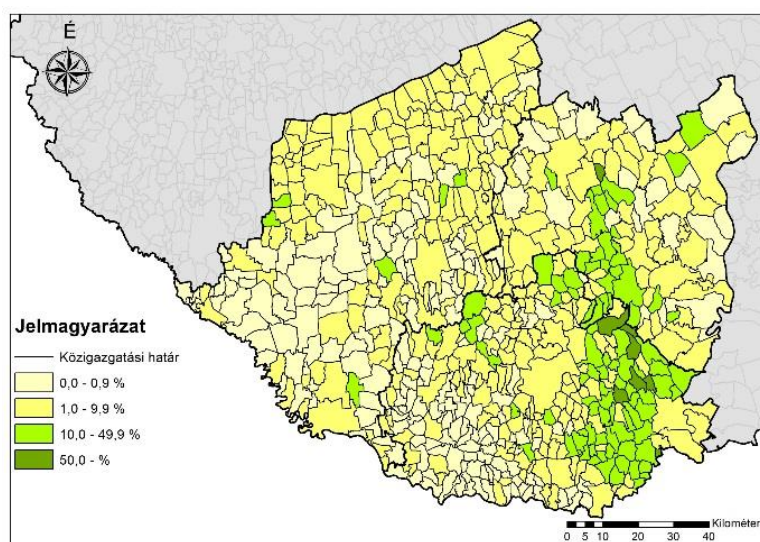 É
Jelmagyarázat
Közigazgatási határ
0,0 - 0,9 %
1,0 - 9,9 %
10,0 - 49,9 %
50,0 - %
Kilométer
0 5 10 20 30 40